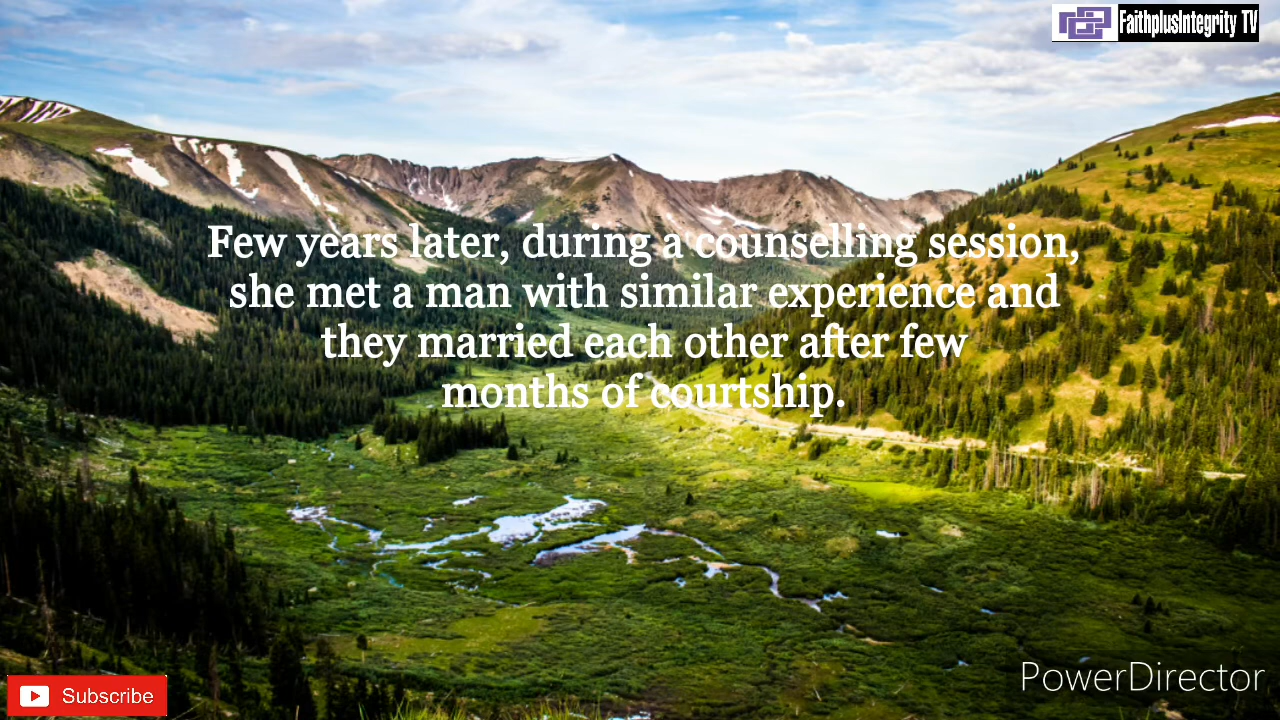 FaithplusIntegrity TV
Few years later, during a counselling session,
she met a man with similar experience and
they married each other after few
months of courtship.
PowerDirector
Subscribe